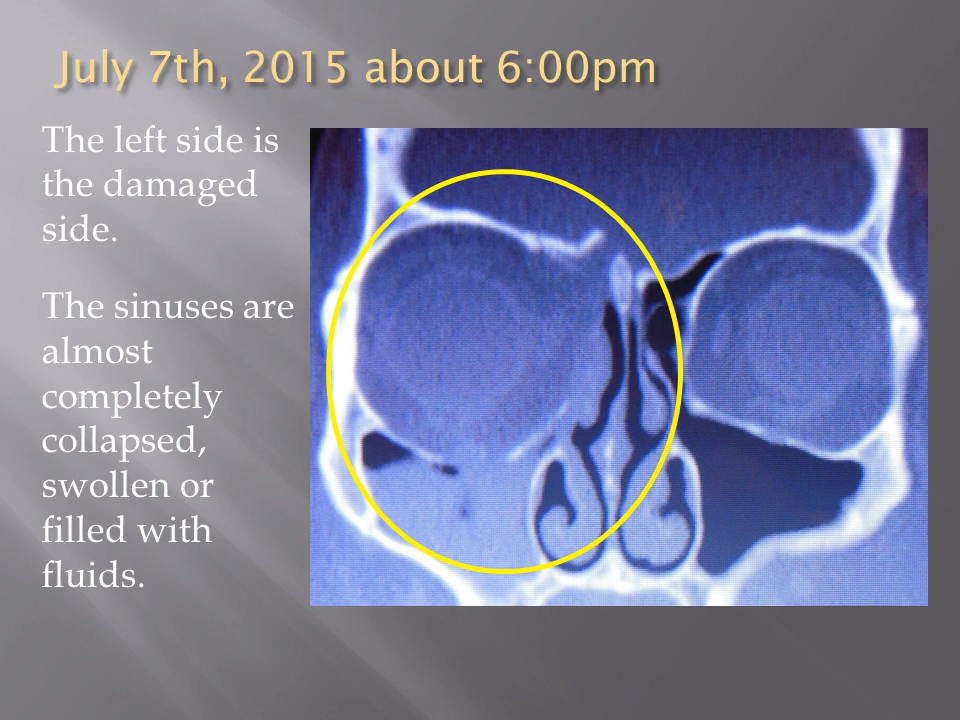 July 7th, 2015 about 6:00pm
The left side is
the damaged
side.
The sinuses are
almost
completely
collapsed,
swollen or
filled with
fluids.